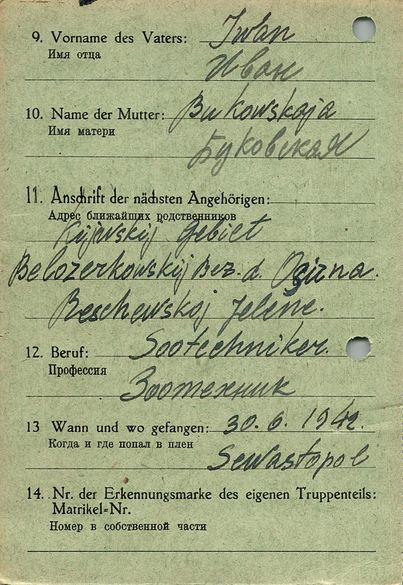 9. Vorname des Vaters: Iwan
Имя отца
Иван
10. Name der Mutter: Bukowskaja
Имя матери
Буковская
11. Anschrift der nächsten Angehörigen:
Адрес ближайших родственников
Kijewskij Gebiet
Belozerkowskij Bez. d.
Reschewskoj Jelene.
12. Beruf: Sootechniker.
Профессия
Зоотехник
13 Wann und wo gefangen: 30. 6. 1942.
Когда и где попал в плен
Sewastopol
14. Nr. der Erkennungsmarke des eigenen Truppenteils:
Matrikel-Nr.
Номер в собственной части